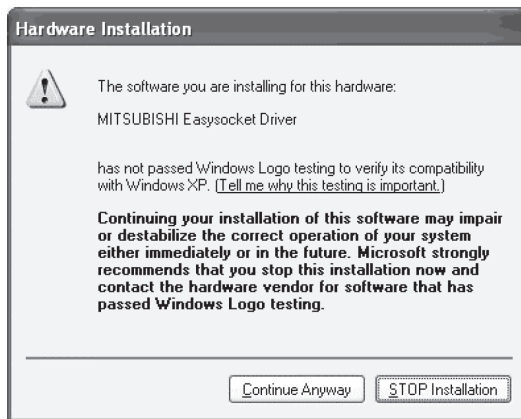 Hardware Installation
The software you are installing for this hardware:
MITSUBISHI Easysocket Driver
has not passed Windows Logo testing to verify its compatibility
with Windows XP. (Tell me why this testing is important.)
Continuing your installation of this software may impair
or destabilize the correct operation of your system
either immediately or in the future. Microsoft strongly
recommends that you stop this installation now and
contact the hardware vendor for software that has
passed Windows Logo testing.
Continue Anyway
STOP Installation